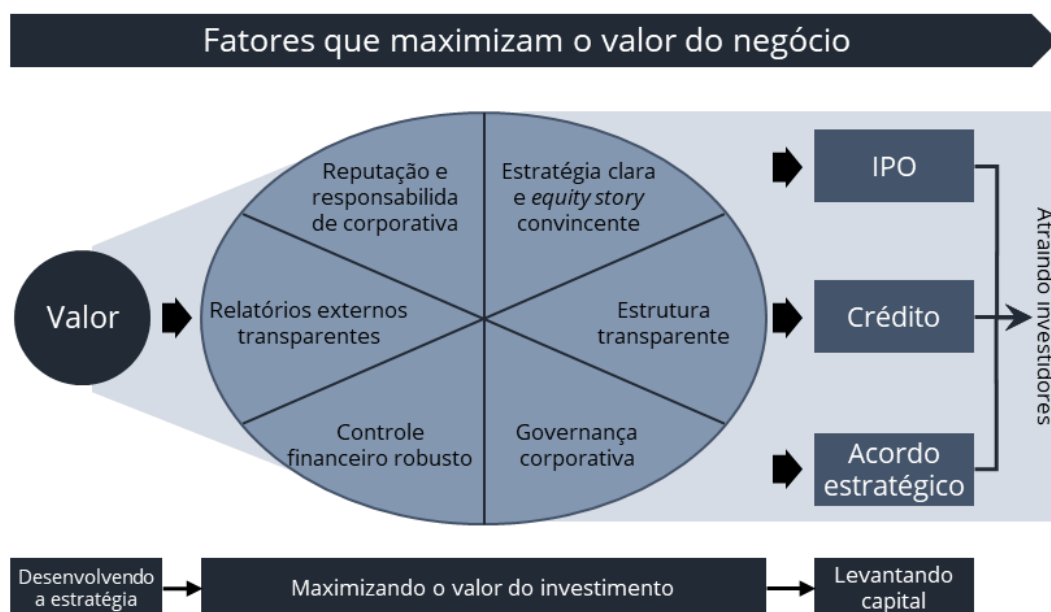 Fatores que maximizam o valor do negócio
Valor
Reputação e
responsabilida
de corporativa
Estratégia clara
e equity story
convincente
Relatórios externos
transparentes
Estrutura
transparente
Controle
financeiro robusto
Governança
corporativa
IPO
Crédito
Acordo
estratégico
Atraindo investidores
Desenvolvendo
a estratégia
Maximizando o valor do investimento
Levantando
capital